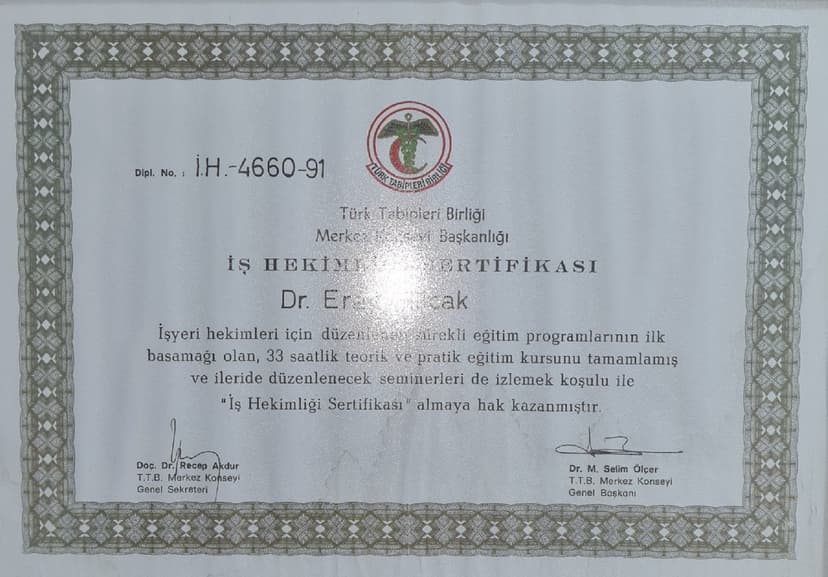 Dipl. No. : İ.H.-4660-91
TÜRK TABİPLERİ BİRLİĞİ
Türk Tabipleri Birliği
Merkez Konseyi Başkanlığı
İŞ HEKİMLİĞİ SERTİFİKASI
Dr.
İşyeri hekimleri için düzenlenen sürekli eğitim programlarının ilk
basamağı olan, 33 saatlik teorik ve pratik eğitim kursunu tamamlamış
ve ileride düzenlenecek seminerleri de izlemek koşulu ile
"İş Hekimliği Sertifikası" almaya hak kazanmıştır.
Doç. Dr. Recep Akdur
T.T.B. Merkez Konseyi
Genel Sekreteri
Dr. M. Selim Ölçer
T.T.B. Merkez Konseyi
Genel Başkanı